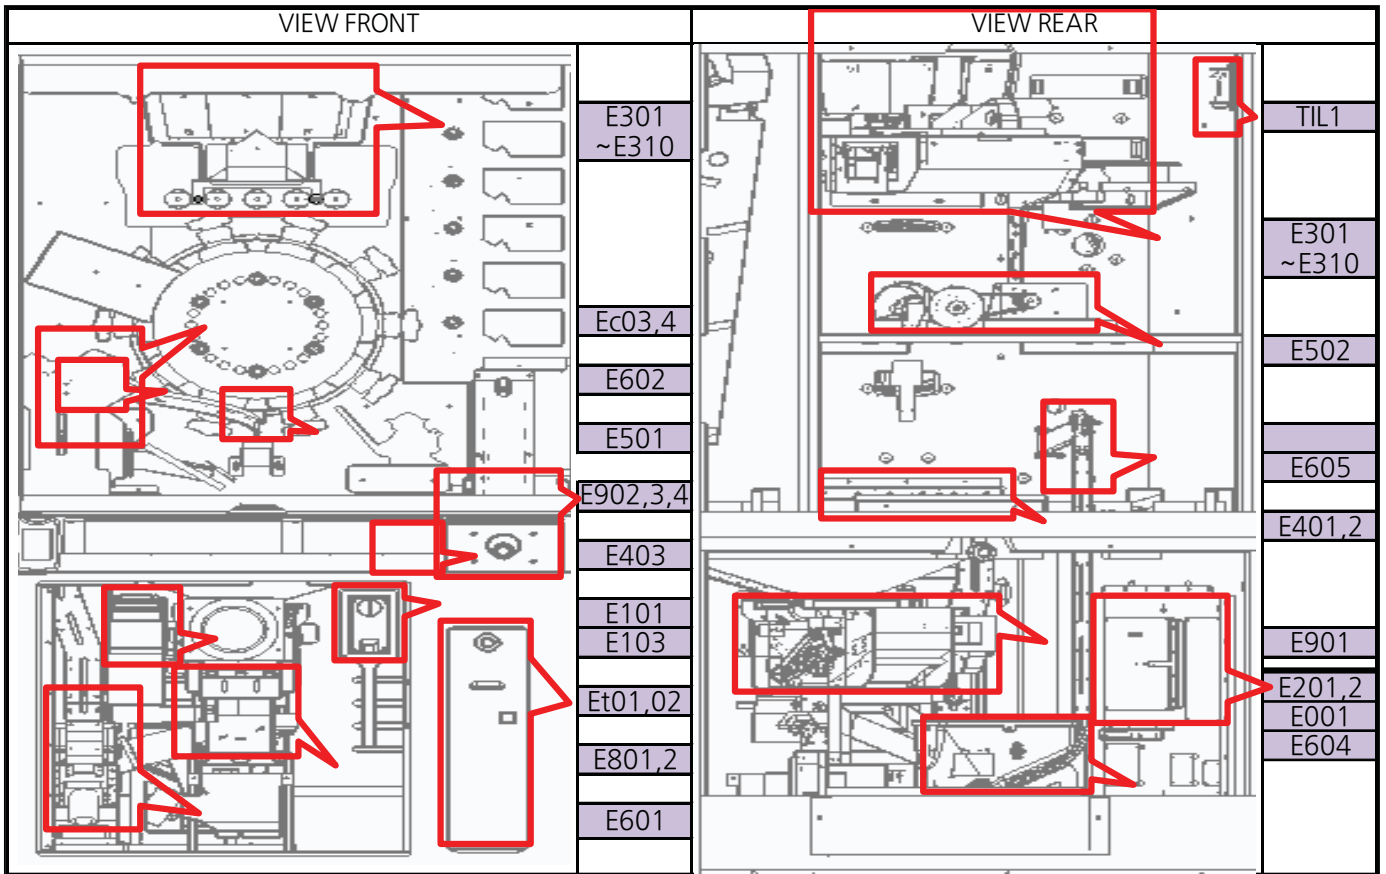 VIEW FRONT
VIEW REAR
E301
~E310
Ec03,4
E602
E501
E902,3,4
E403
E101
E103
Et01,02
E801,2
E601
TIL1
E301
~E310
E502
E605
E401,2
E901
E201,2
E001
E604